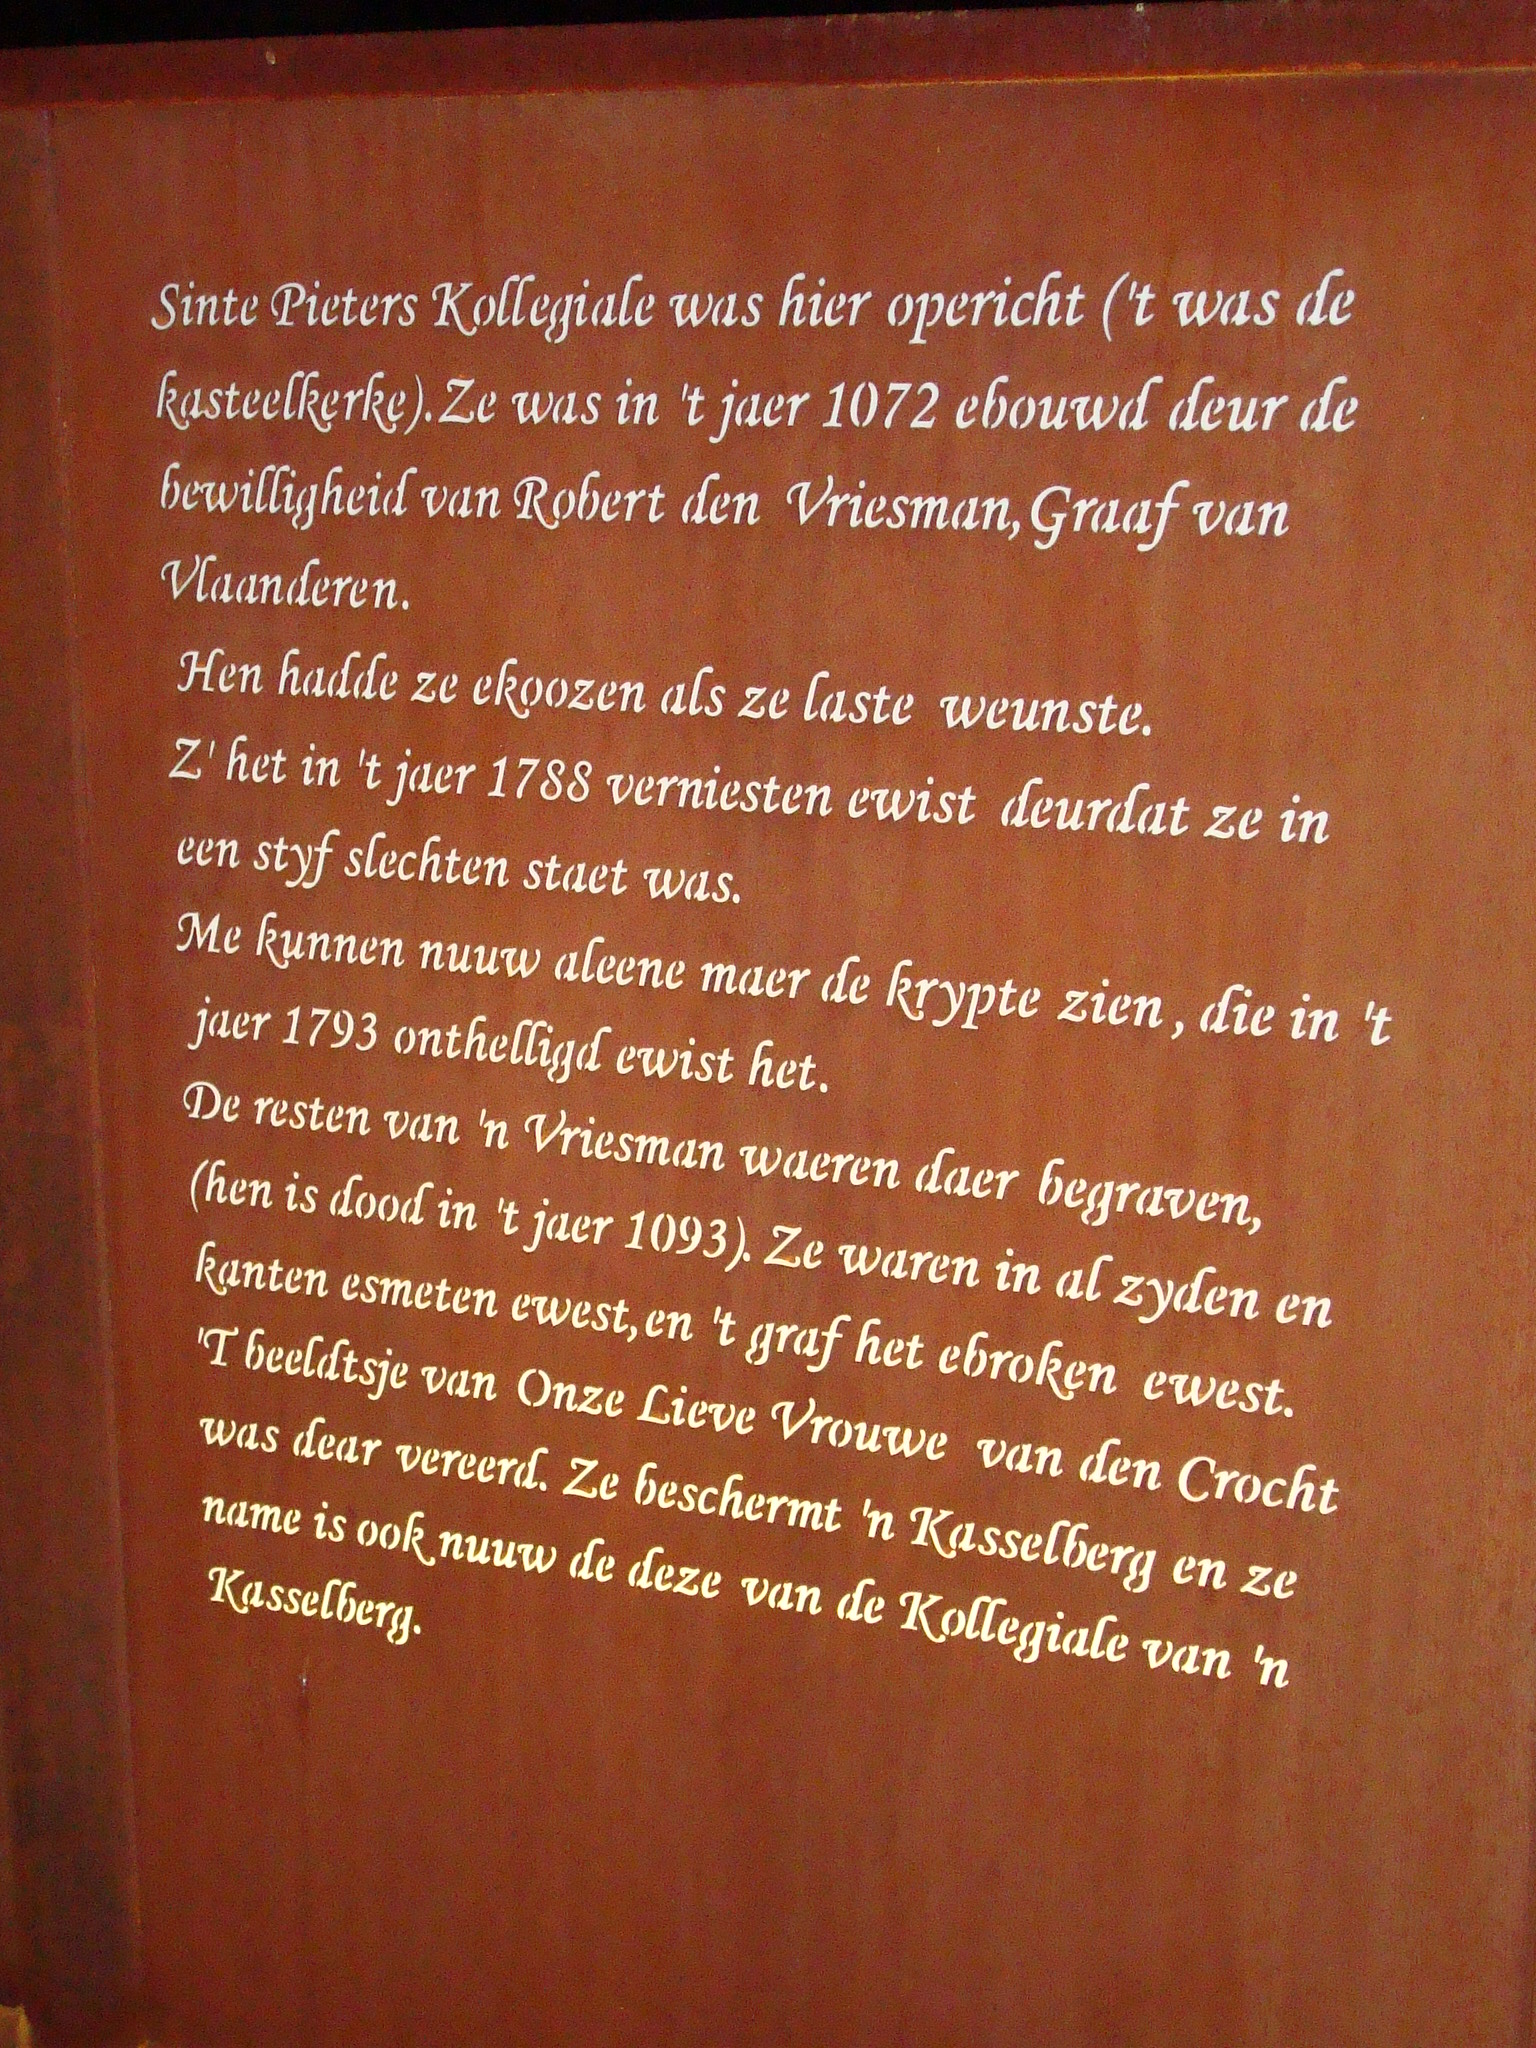 Sinte Pieters Kollegiale was hier opericht ('t was de
kasteelkerke).Ze was in 't jaer 1072 ebouwd deur de
bewilligheid van Robert den Vriesman, Graaf van
Vlaanderen.
Hen hadde ze ekoozen als ze laste weunste.
Z' het in 't jaer 1788 verniesten ewist deurdat ze in
een styf slechten staet was.
Me kunnen nuuw aleene maer de krypte zien, die in 't
jaer 1793 onthelligd ewist het.
De resten van 'n Vriesman waeren daer begraven,
(hen is dood in 't jaer 1093). Ze waren in al zyden en
kanten esmeten ewest, en 't graf het ebroken ewest.
'T beeldtsje van Onze Lieve Vrouwe van den Crocht
was dear vereerd. Ze beschermt 'n Kasselberg en ze
name is ook nuuw de deze van de Kollegiale van 'n
Kasselberg.